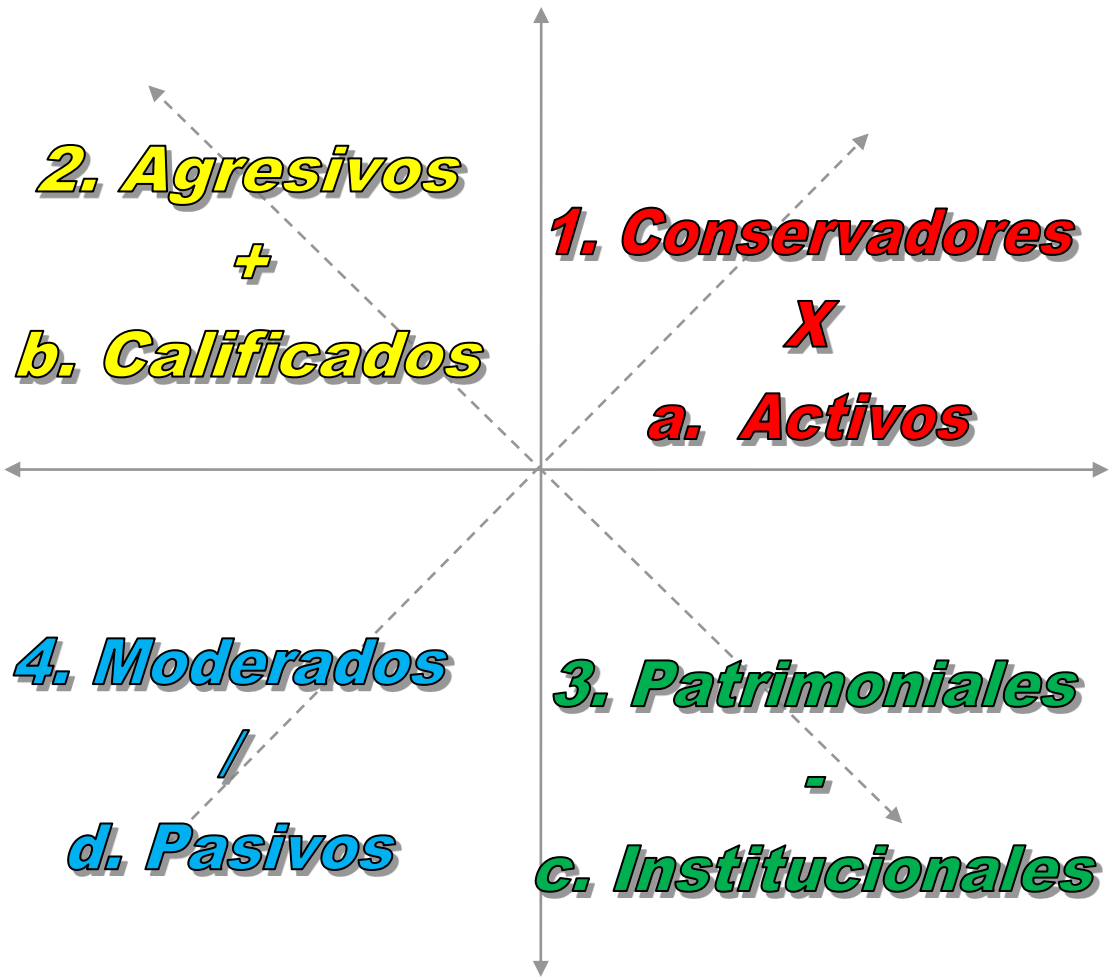 2. Agresivos
+
b. Calificados
1. Conservadores
X
a. Activos
4. Moderados
/
d. Pasivos
3. Patrimoniales
-
c. Institucionales